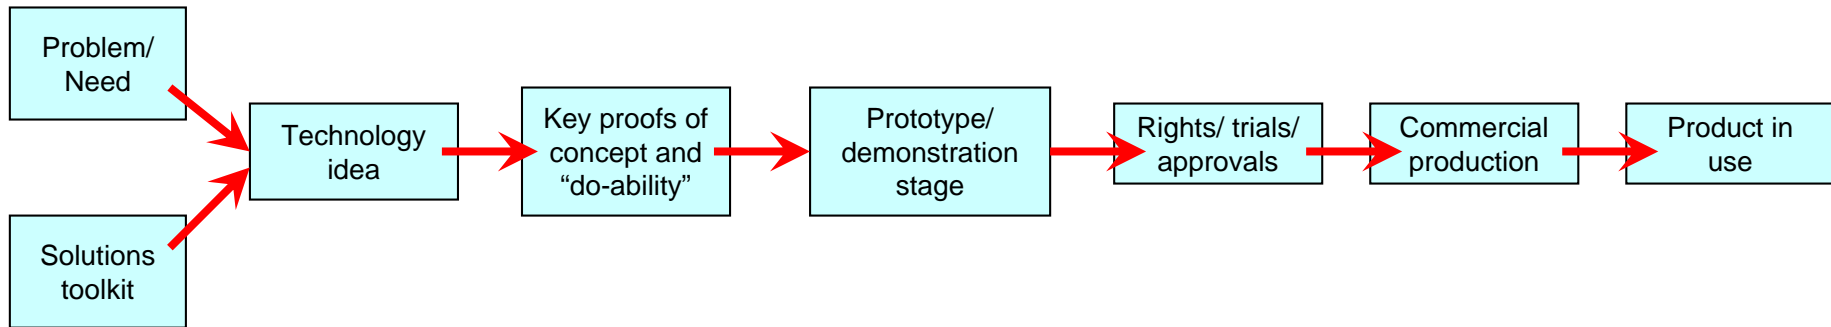 Problem/
Need
Solutions
toolkit
Technology
idea
Key proofs of
concept and
“do-ability”
Prototype/
demonstration
stage
Rights/ trials/
approvals
Commercial
production
Product in
use